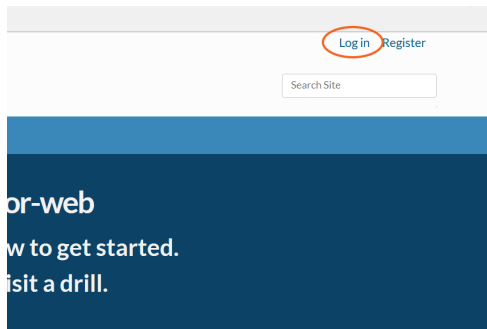 Log in Register
Search Site
or-web
w to get started.
isit a drill.